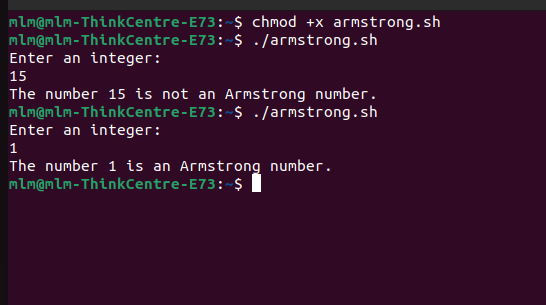 mlm@mlm-ThinkCentre-E73:~$ chmod +x armstrong.sh
mlm@mlm-ThinkCentre-E73:~$ ./armstrong.sh
Enter an integer:
15
The number 15 is not an Armstrong number.
mlm@mlm-ThinkCentre-E73:~$ ./armstrong.sh
Enter an integer:
1
The number 1 is an Armstrong number.
mlm@mlm-ThinkCentre-E73:~$